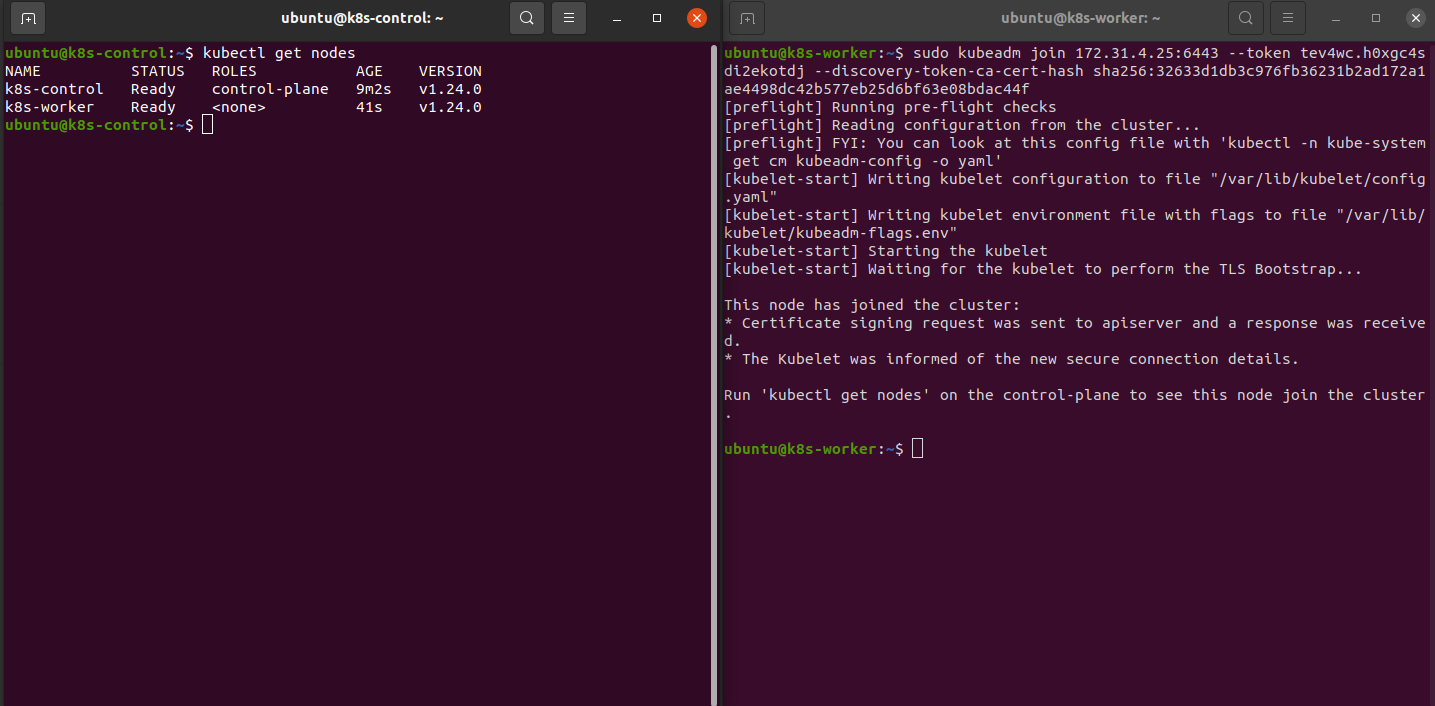 ubuntu@k8s-control: ~
ubuntu@k8s-control:~$ kubectl get nodes
NAME          STATUS   ROLES           AGE    VERSION
k8s-control   Ready    control-plane   9m2s   v1.24.0
k8s-worker    Ready    <none>          41s    v1.24.0
ubuntu@k8s-control:~$
ubuntu@k8s-worker: ~
ubuntu@k8s-worker:~$ sudo kubeadm join 172.31.4.25:6443 --token tev4wc.h0xgc4s
di2ekotdj --discovery-token-ca-cert-hash sha256:32633d1db3c976fb36231b2ad172a1
ae4498dc42b577eb25d6bf63e08bdac44f
[preflight] Running pre-flight checks
[preflight] Reading configuration from the cluster...
[preflight] FYI: You can look at this config file with 'kubectl -n kube-system
 get cm kubeadm-config -o yaml'
[kubelet-start] Writing kubelet configuration to file "/var/lib/kubelet/config
.yaml"
[kubelet-start] Writing kubelet environment file with flags to file "/var/lib/
kubelet/kubeadm-flags.env"
[kubelet-start] Starting the kubelet
[kubelet-start] Waiting for the kubelet to perform the TLS Bootstrap...
This node has joined the cluster:
* Certificate signing request was sent to apiserver and a response was receive
d.
* The Kubelet was informed of the new secure connection details.
Run 'kubectl get nodes' on the control-plane to see this node join the cluster
.
ubuntu@k8s-worker:~$